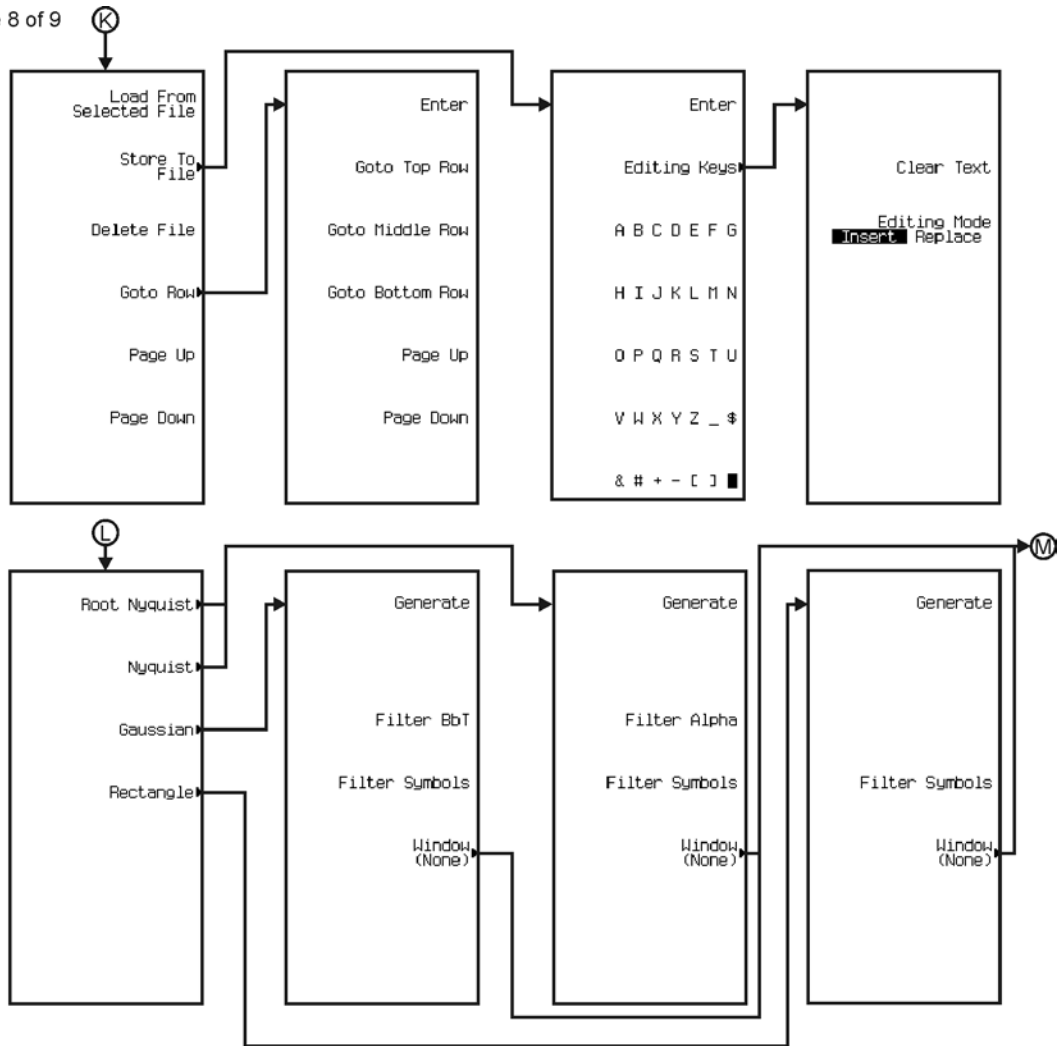 8 of 9
K
Load From
Selected File
Store To
File
Delete File
Goto Row
Page Up
Page Down
Enter
Goto Top Row
Goto Middle Row
Goto Bottom Row
Page Up
Page Down
Enter
Editing Keys
A B C D E F G
H I J K L M N
O P Q R S T U
V W X Y Z _ $
& # + - [ ]
Clear Text
Editing Mode
Insert Replace
L
Root Nyquist
Nyquist
Gaussian
Rectangle
Generate
Filter BbT
Filter Symbols
Window
(None)
Generate
Filter Alpha
Filter Symbols
Window
(None)
Generate
Filter Symbols
Window
(None)
M